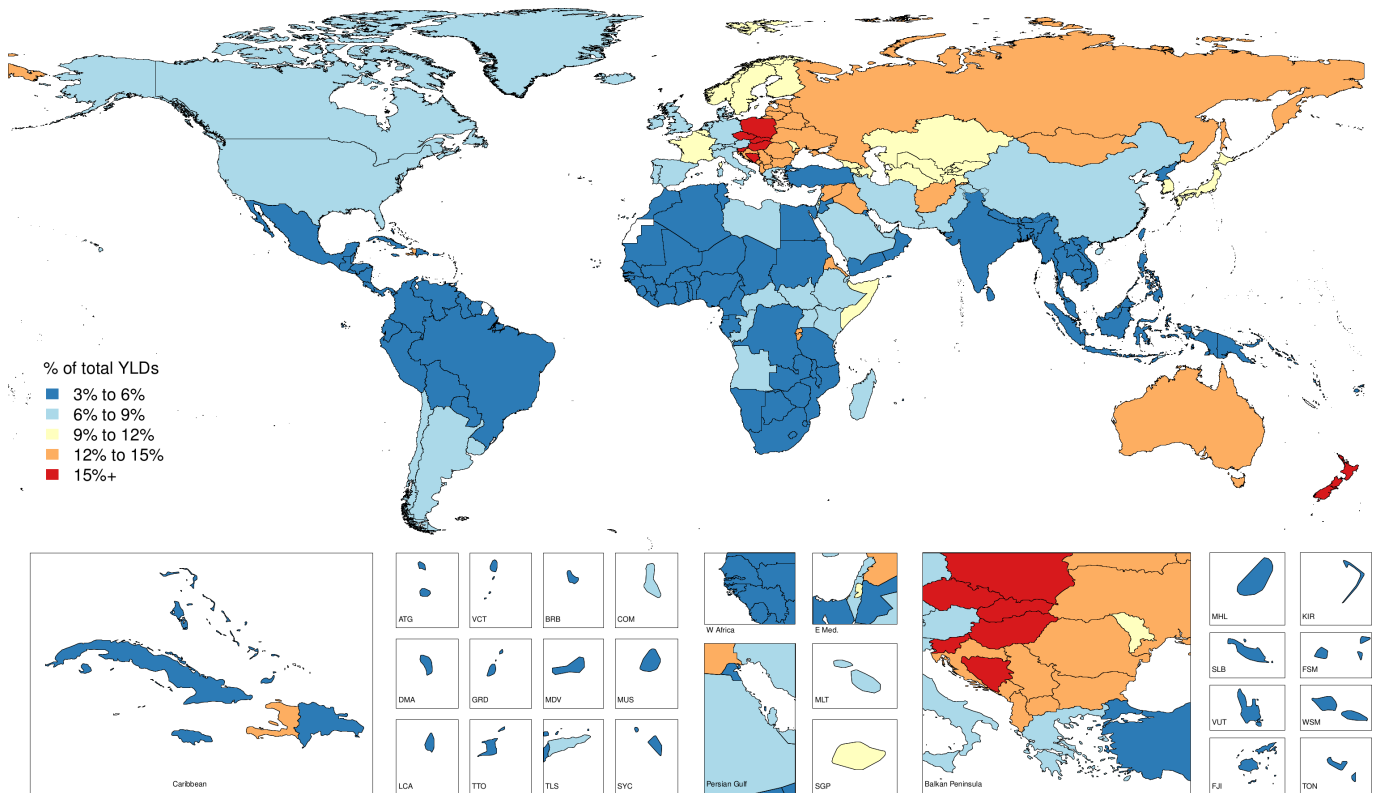 % of total YLDs
3% to 6%
6% to 9%
9% to 12%
12% to 15%
15%+
ATG
VCT
BRB
COM
W Africa
E Med.
MHL
KIR
DMA
GRD
MDV
MUS
MLT
SLB
FSM
VUT
WSM
Caribbean
LCA
TTO
TLS
SYC
Persian Gulf
SGP
Balkan Peninsula
FJI
TON